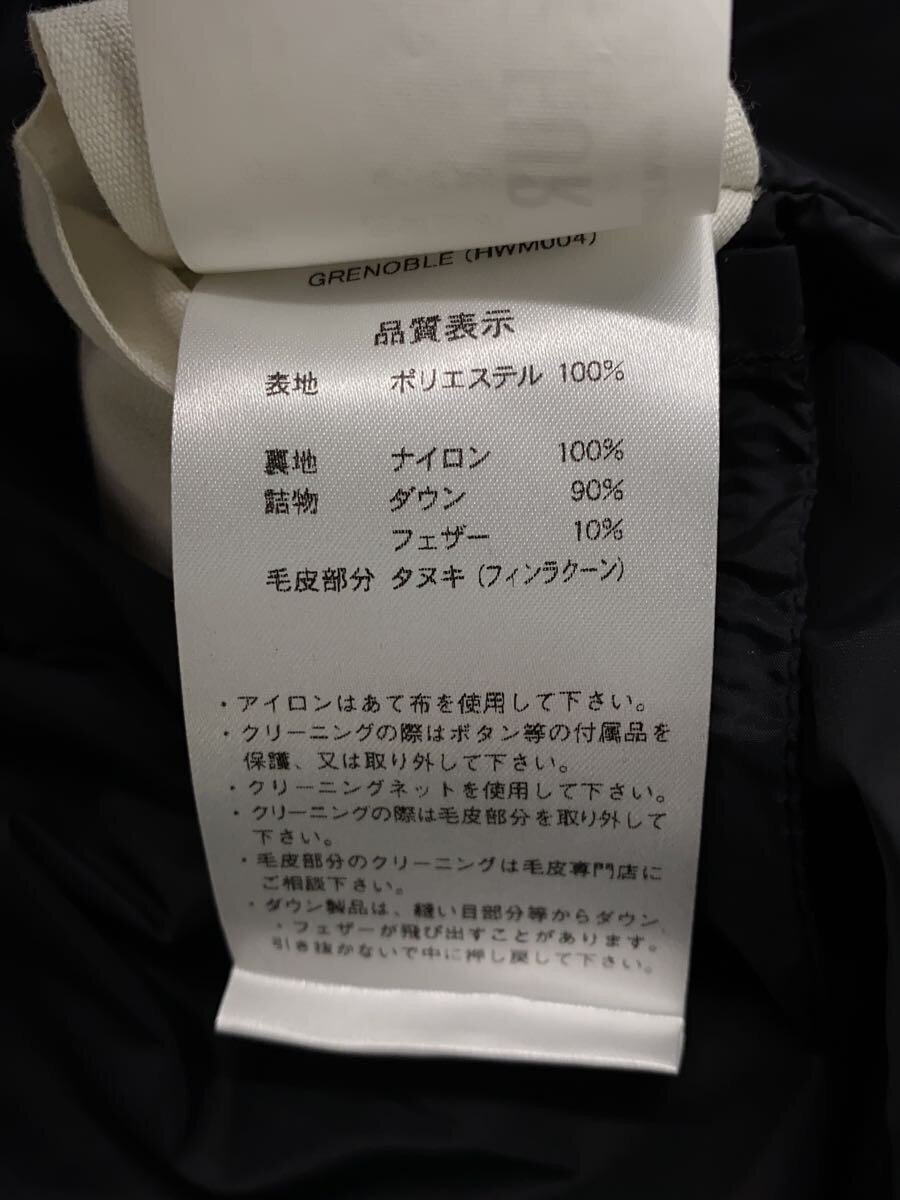 GRENOBLE (HWM004)
品質表示
表地 ポリエステル 100%
裏地 ナイロン 100%
詰物 ダウン 90%
フェザー 10%
毛皮部分 タヌキ(フィンラクーン)
・アイロンはあて布を使用して下さい。
・クリーニングの際はボタン等の付属品を
保護、又は取り外して下さい。
・クリーニングネットを使用して下さい。
・クリーニングの際は毛皮部分を取り外して
下さい。
・毛皮部分のクリーニングは毛皮専門店に
ご相談下さい。
・ダウン製品は、縫い目部分等からダウン
・フェザーが飛び出すことがあります。
引き抜かないで中に押し戻して下さい。